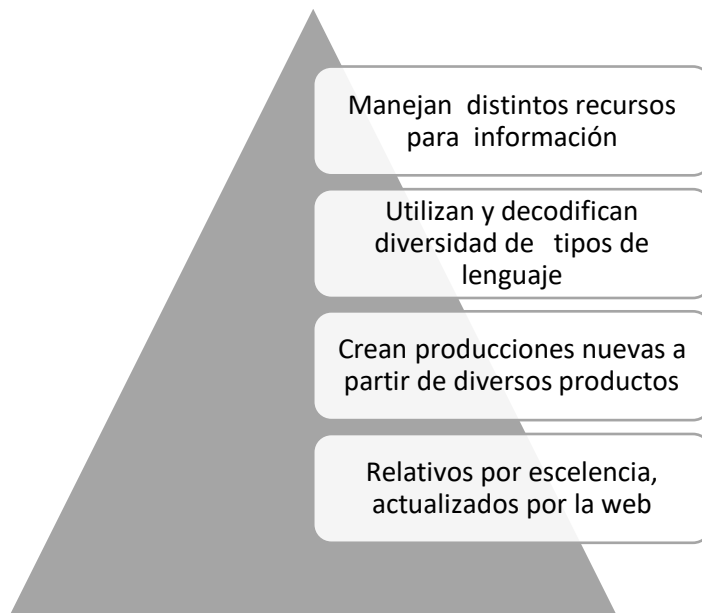 Manejan distintos recursos
para información
Utilizan y decodifican
diversidad de tipos de
lenguaje
Crean producciones nuevas a
partir de diversos productos
Relativos por escelencia,
actualizados por la web